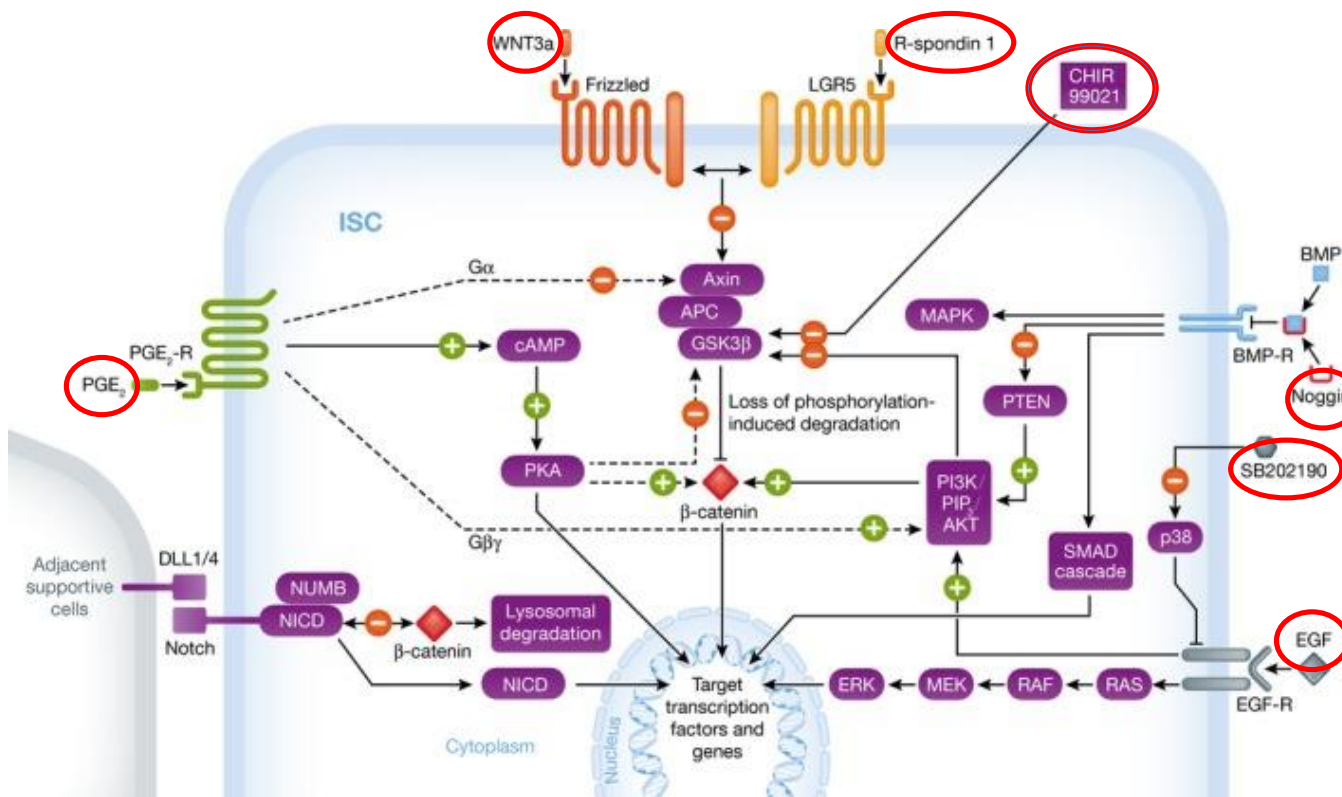 WNT3a
R-spondin 1
CHIR
99021
Frizzled
LGR5
ISC
Gα
Axin
APC
GSK3β
MAPK
BMP
BMP-R
Noggin
PGE2-R
PGE2
cAMP
PKA
Loss of phosphorylation-
induced degradation
PTEN
SB202190
PI3K/
PIP2/
AKT
β-catenin
Gβγ
SMAD
cascade
p38
Adjacent
supportive
cells
DLL1/4
Notch
NUMB
NICD
β-catenin
Lysosomal
degradation
NICD
Target
transcription
factors and
genes
ERK
MEK
RAF
RAS
EGF
EGF-R
Cytoplasm
Nucleus